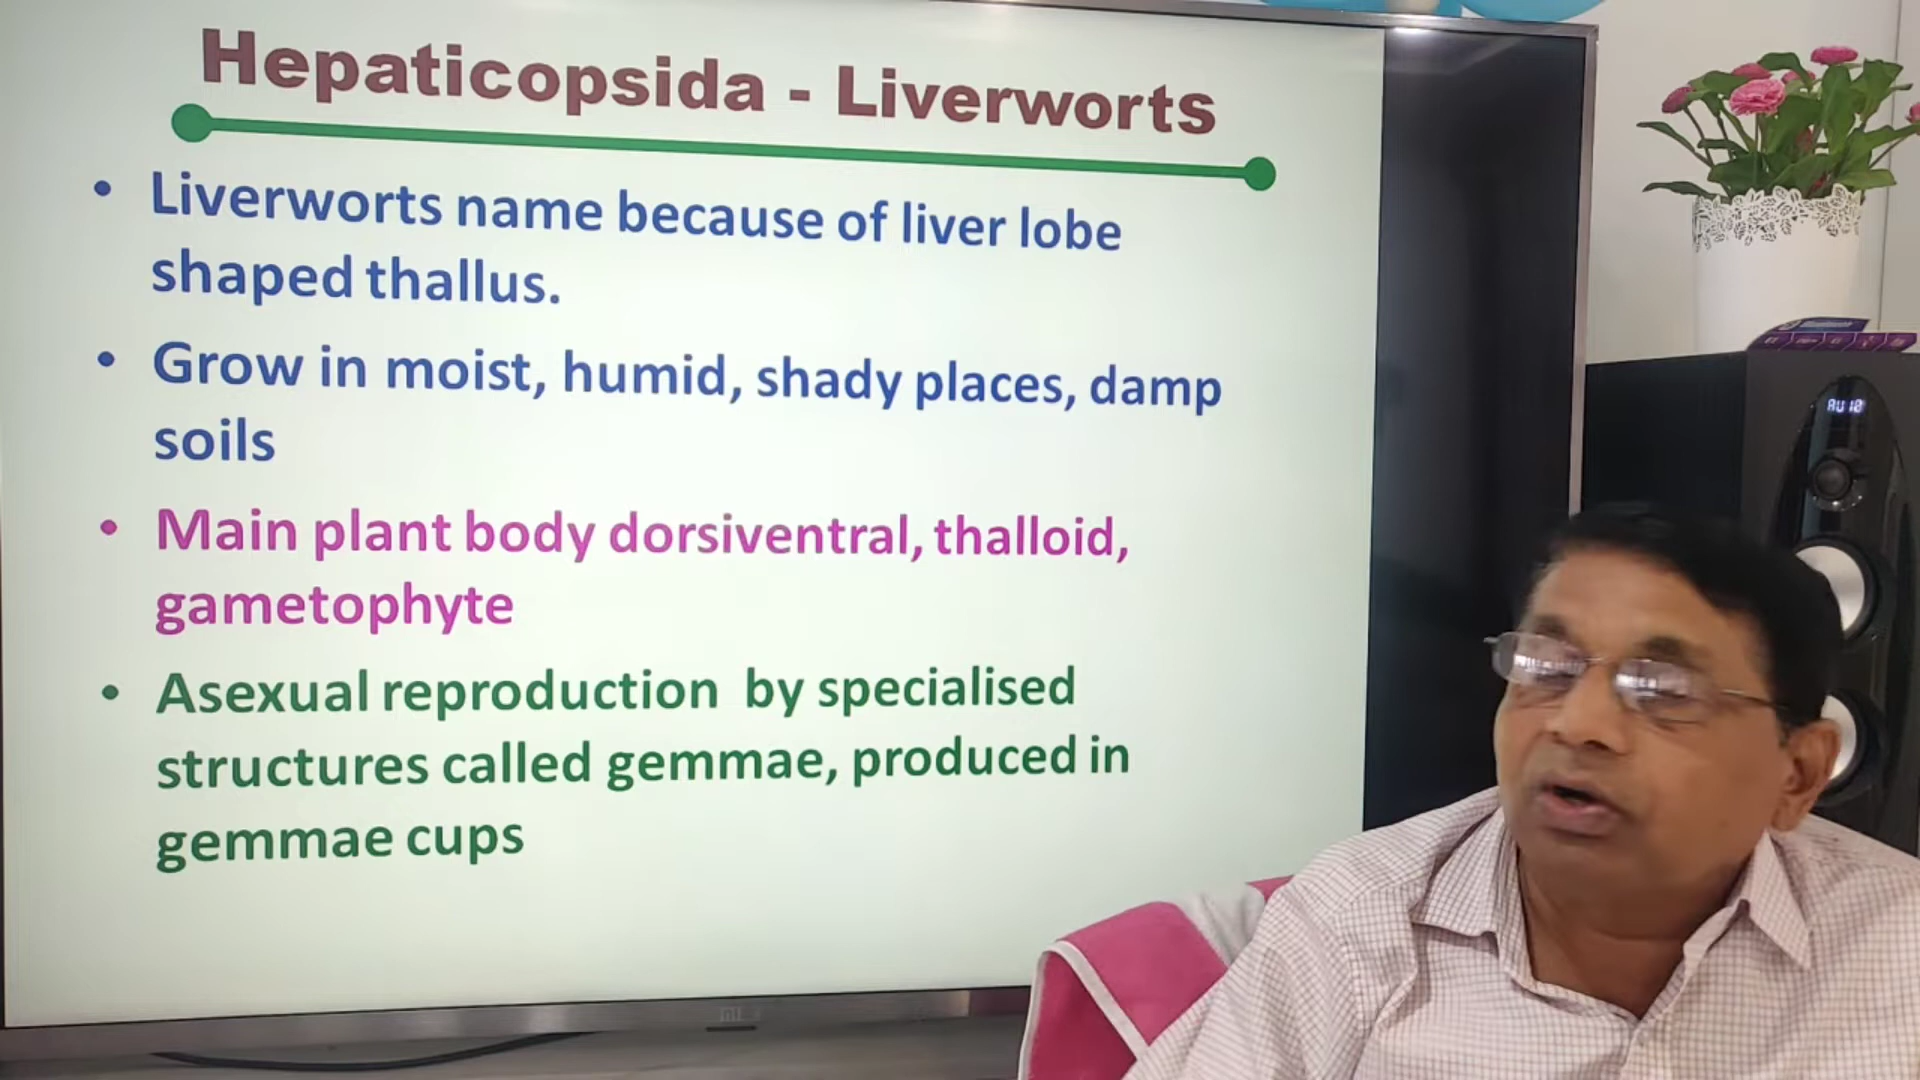 Hepaticopsida - Liverworts
• Liverworts name because of liver lobe
shaped thallus.
• Grow in moist, humid, shady places, damp
soils
• Main plant body dorsiventral, thalloid,
gametophyte
• Asexual reproduction by specialised
structures called gemmae, produced in
gemmae cups
mi